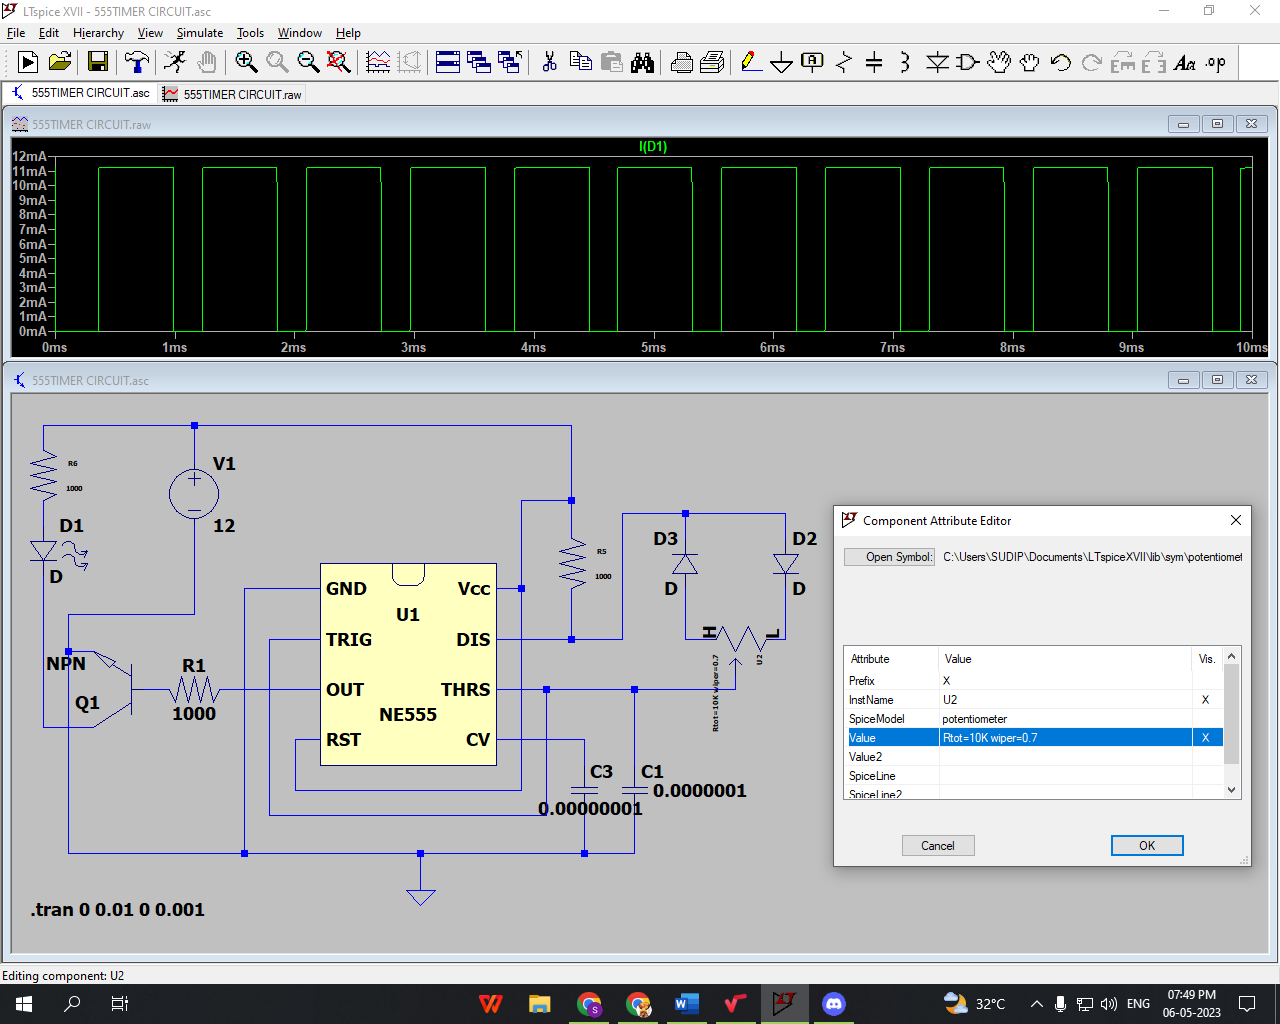 LTspice XVII - 555TIMER CIRCUIT.asc
File Edit Hierarchy View Simulate Tools Window Help
555TIMER CIRCUIT.asc 555TIMER CIRCUIT.raw
555TIMER CIRCUIT.raw
I(D1)
12mA
11mA
10mA
9mA
8mA
7mA
6mA
5mA
4mA
3mA
2mA
1mA
0mA
0ms 1ms 2ms 3ms 4ms 5ms 6ms 7ms 8ms 9ms 10ms
555TIMER CIRCUIT.asc
R6
1000
V1
12
D1
D
NPN
Q1
R1
1000
GND
TRIG
OUT
RST
U1
NE555
Vcc
DIS
THRS
CV
R5
1000
D3
D
D2
D
H
L
U2
Rtot=10K wiper=0.7
C3
0.00000001
C1
0.0000001
.tran 0 0.01 0 0.001
Component Attribute Editor
Open Symbol: C:\Users\SUDIP\Documents\LTspiceXVII\lib\sym\potentiomet
Attribute Value Vis.
Prefix X
InstName U2 X
SpiceModel potentiometer
Value Rtot=10K wiper=0.7 X
Value2
SpiceLine
SpiceLine2
Cancel OK
Editing component: U2
32°C ENG 07:49 PM
06-05-2023